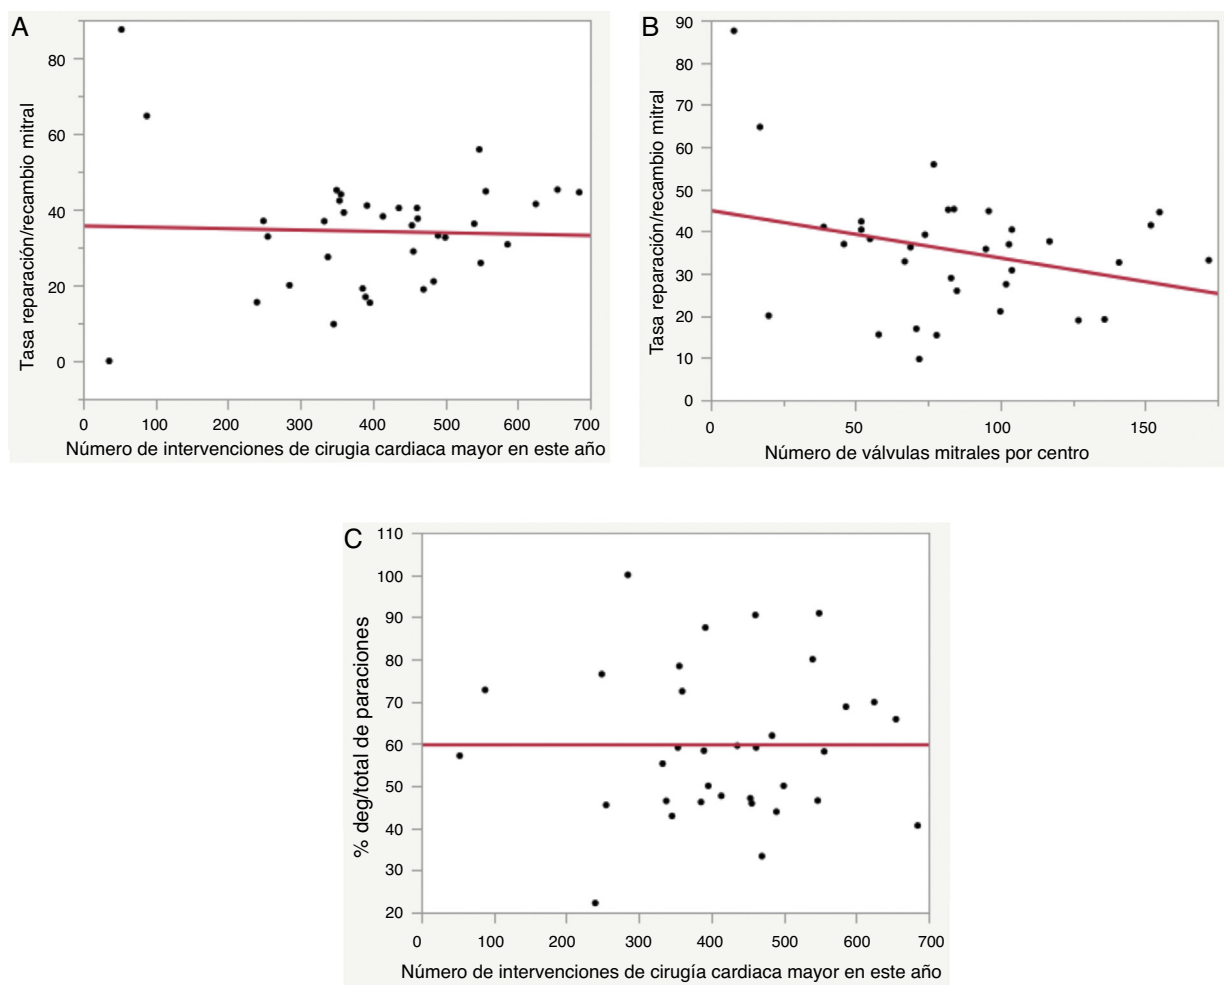 A
Tasa reparación/recambio mitral
80
60
40
20
0
0 100 200 300 400 500 600 700
Número de intervenciones de cirugia cardiaca mayor en este año
B
Tasa reparación/recambio mitral
90
80
70
60
50
40
30
20
10
0
0 50 100 150
Número de válvulas mitrales por centro
C
% deg/total de paraciones
110
100
90
80
70
60
50
40
30
20
0 100 200 300 400 500 600 700
Número de intervenciones de cirugía cardiaca mayor en este año